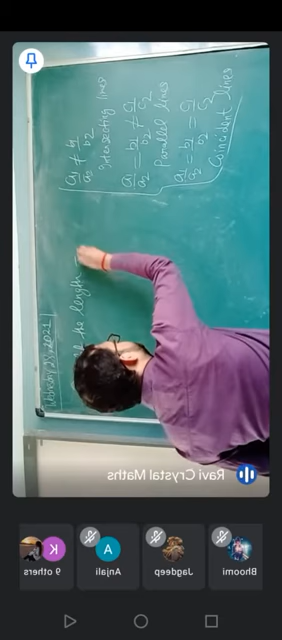 a₁/a₂ ≠ b₁/b₂
Intersecting lines
a₁/a₂ = b₁/b₂ ≠ c₁/c₂
Parallel lines
a₁/a₂ = b₁/b₂ = c₁/c₂
Coincident lines
the length
Ravi Crystal Maths
Bhoomi
Jagdeep
A
Anjali
K
9 others